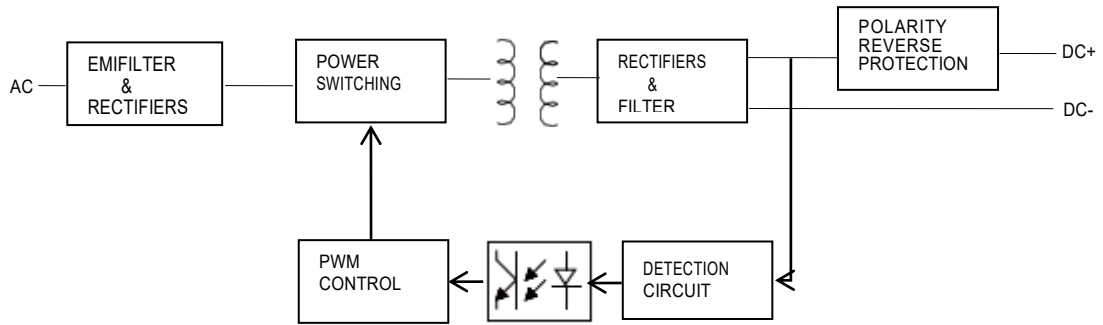 AC
EMIFILTER
&
RECTIFIERS
POWER
SWITCHING
RECTIFIERS
&
FILTER
POLARITY
REVERSE
PROTECTION
DC+
DC-
PWM
CONTROL
DETECTION
CIRCUIT